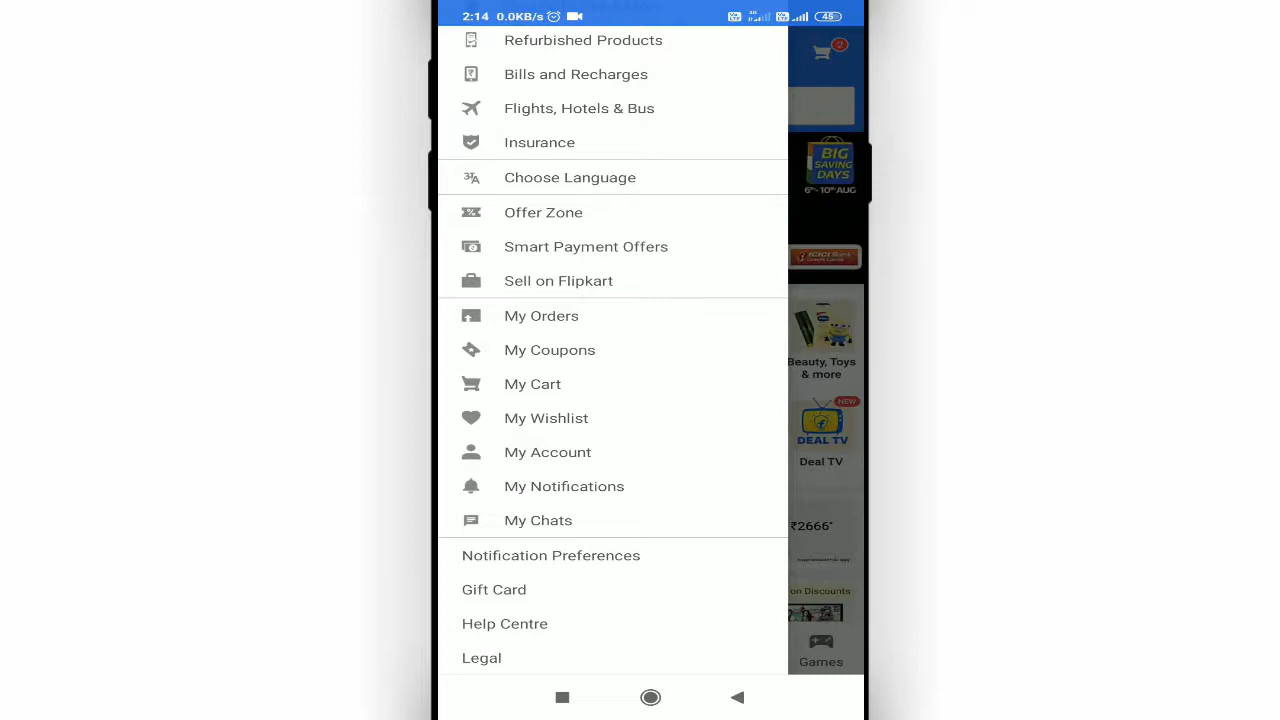 2:14 0.0KB/s 45
Refurbished Products
2
Bills and Recharges
Flights, Hotels & Bus
Insurance
BIG
SAVING
DAYS
6th-10th AUG
Choose Language
Offer Zone
Smart Payment Offers
ICICI Bank
Sell on Flipkart
My Orders
My Coupons
Beauty, Toys
& more
My Cart
NEW
My Wishlist
DEAL TV
My Account
Deal TV
My Notifications
My Chats
₹2666*
Notification Preferences
Gift Card
on Discounts
Help Centre
Legal
Games